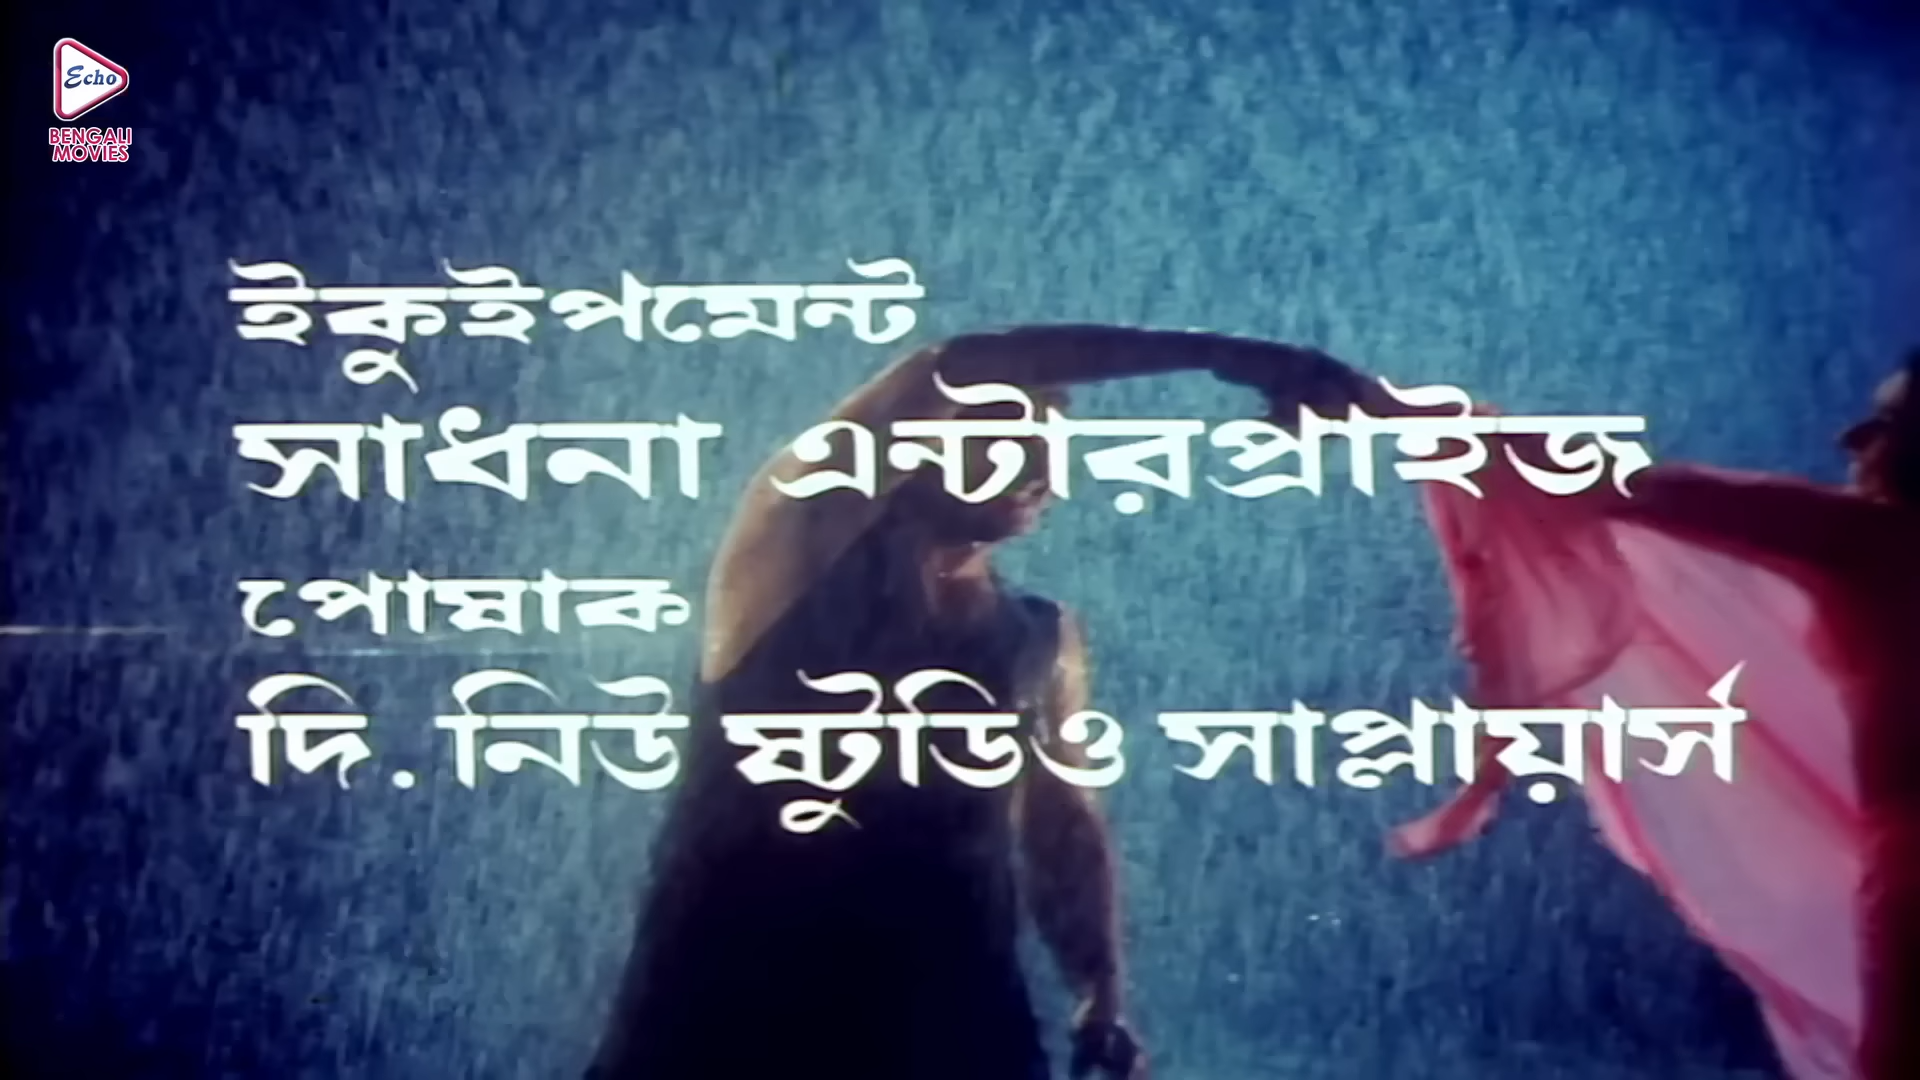 Echo
BENGALI
MOVIES
ইকুইপমেন্ট
সাধনা এন্টারপ্রাইজ
পোষাক
দি. নিউ ষ্টুডিও সাপ্লায়ার্স